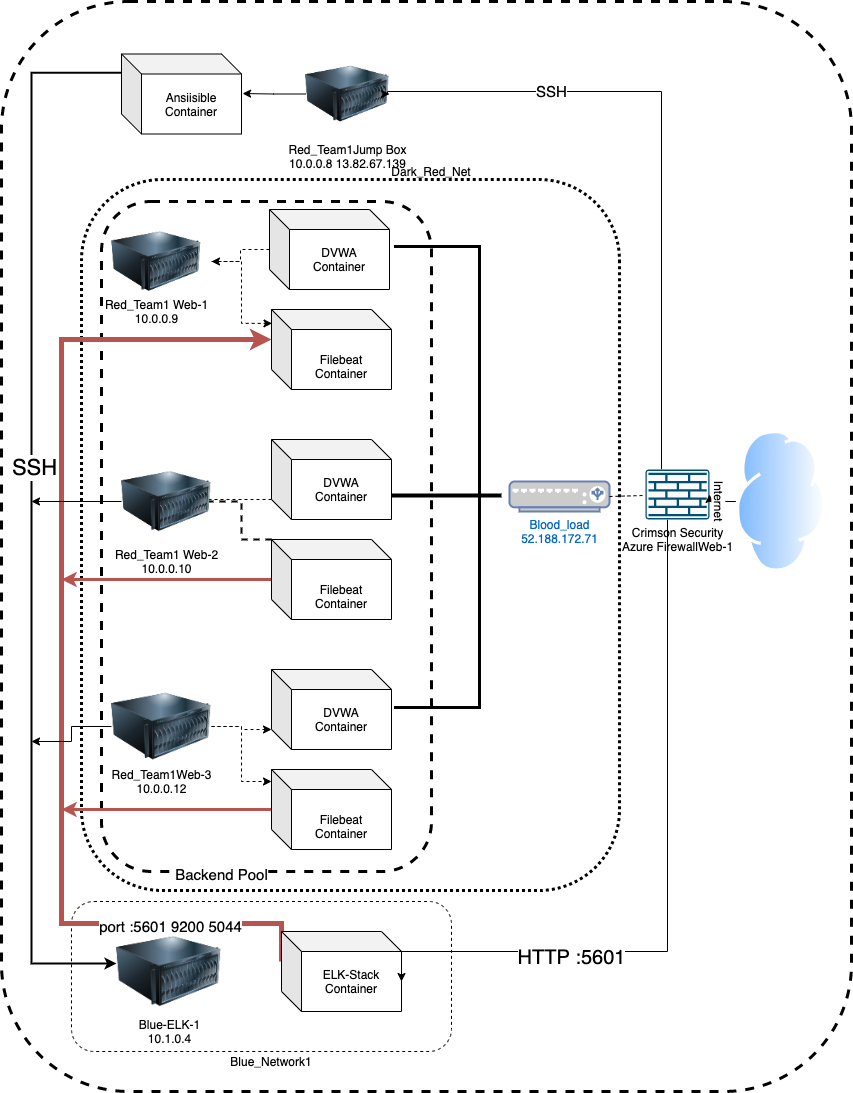 Ansiisible
Container
SSH
Red_Team1Jump Box
10.0.0.8 13.82.67.139
Dark_Red_Net
DVWA
Container
Red_Team1 Web-1
10.0.0.9
Filebeat
Container
SSH
DVWA
Container
Red_Team1 Web-2
10.0.0.10
Filebeat
Container
Blood_load
52.188.172.71
Internet
Crimson Security
Azure FirewallWeb-1
DVWA
Container
Red_Team1Web-3
10.0.0.12
Filebeat
Container
Backend Pool
port :5601 9200 5044
HTTP :5601
ELK-Stack
Container
Blue-ELK-1
10.1.0.4
Blue_Network1